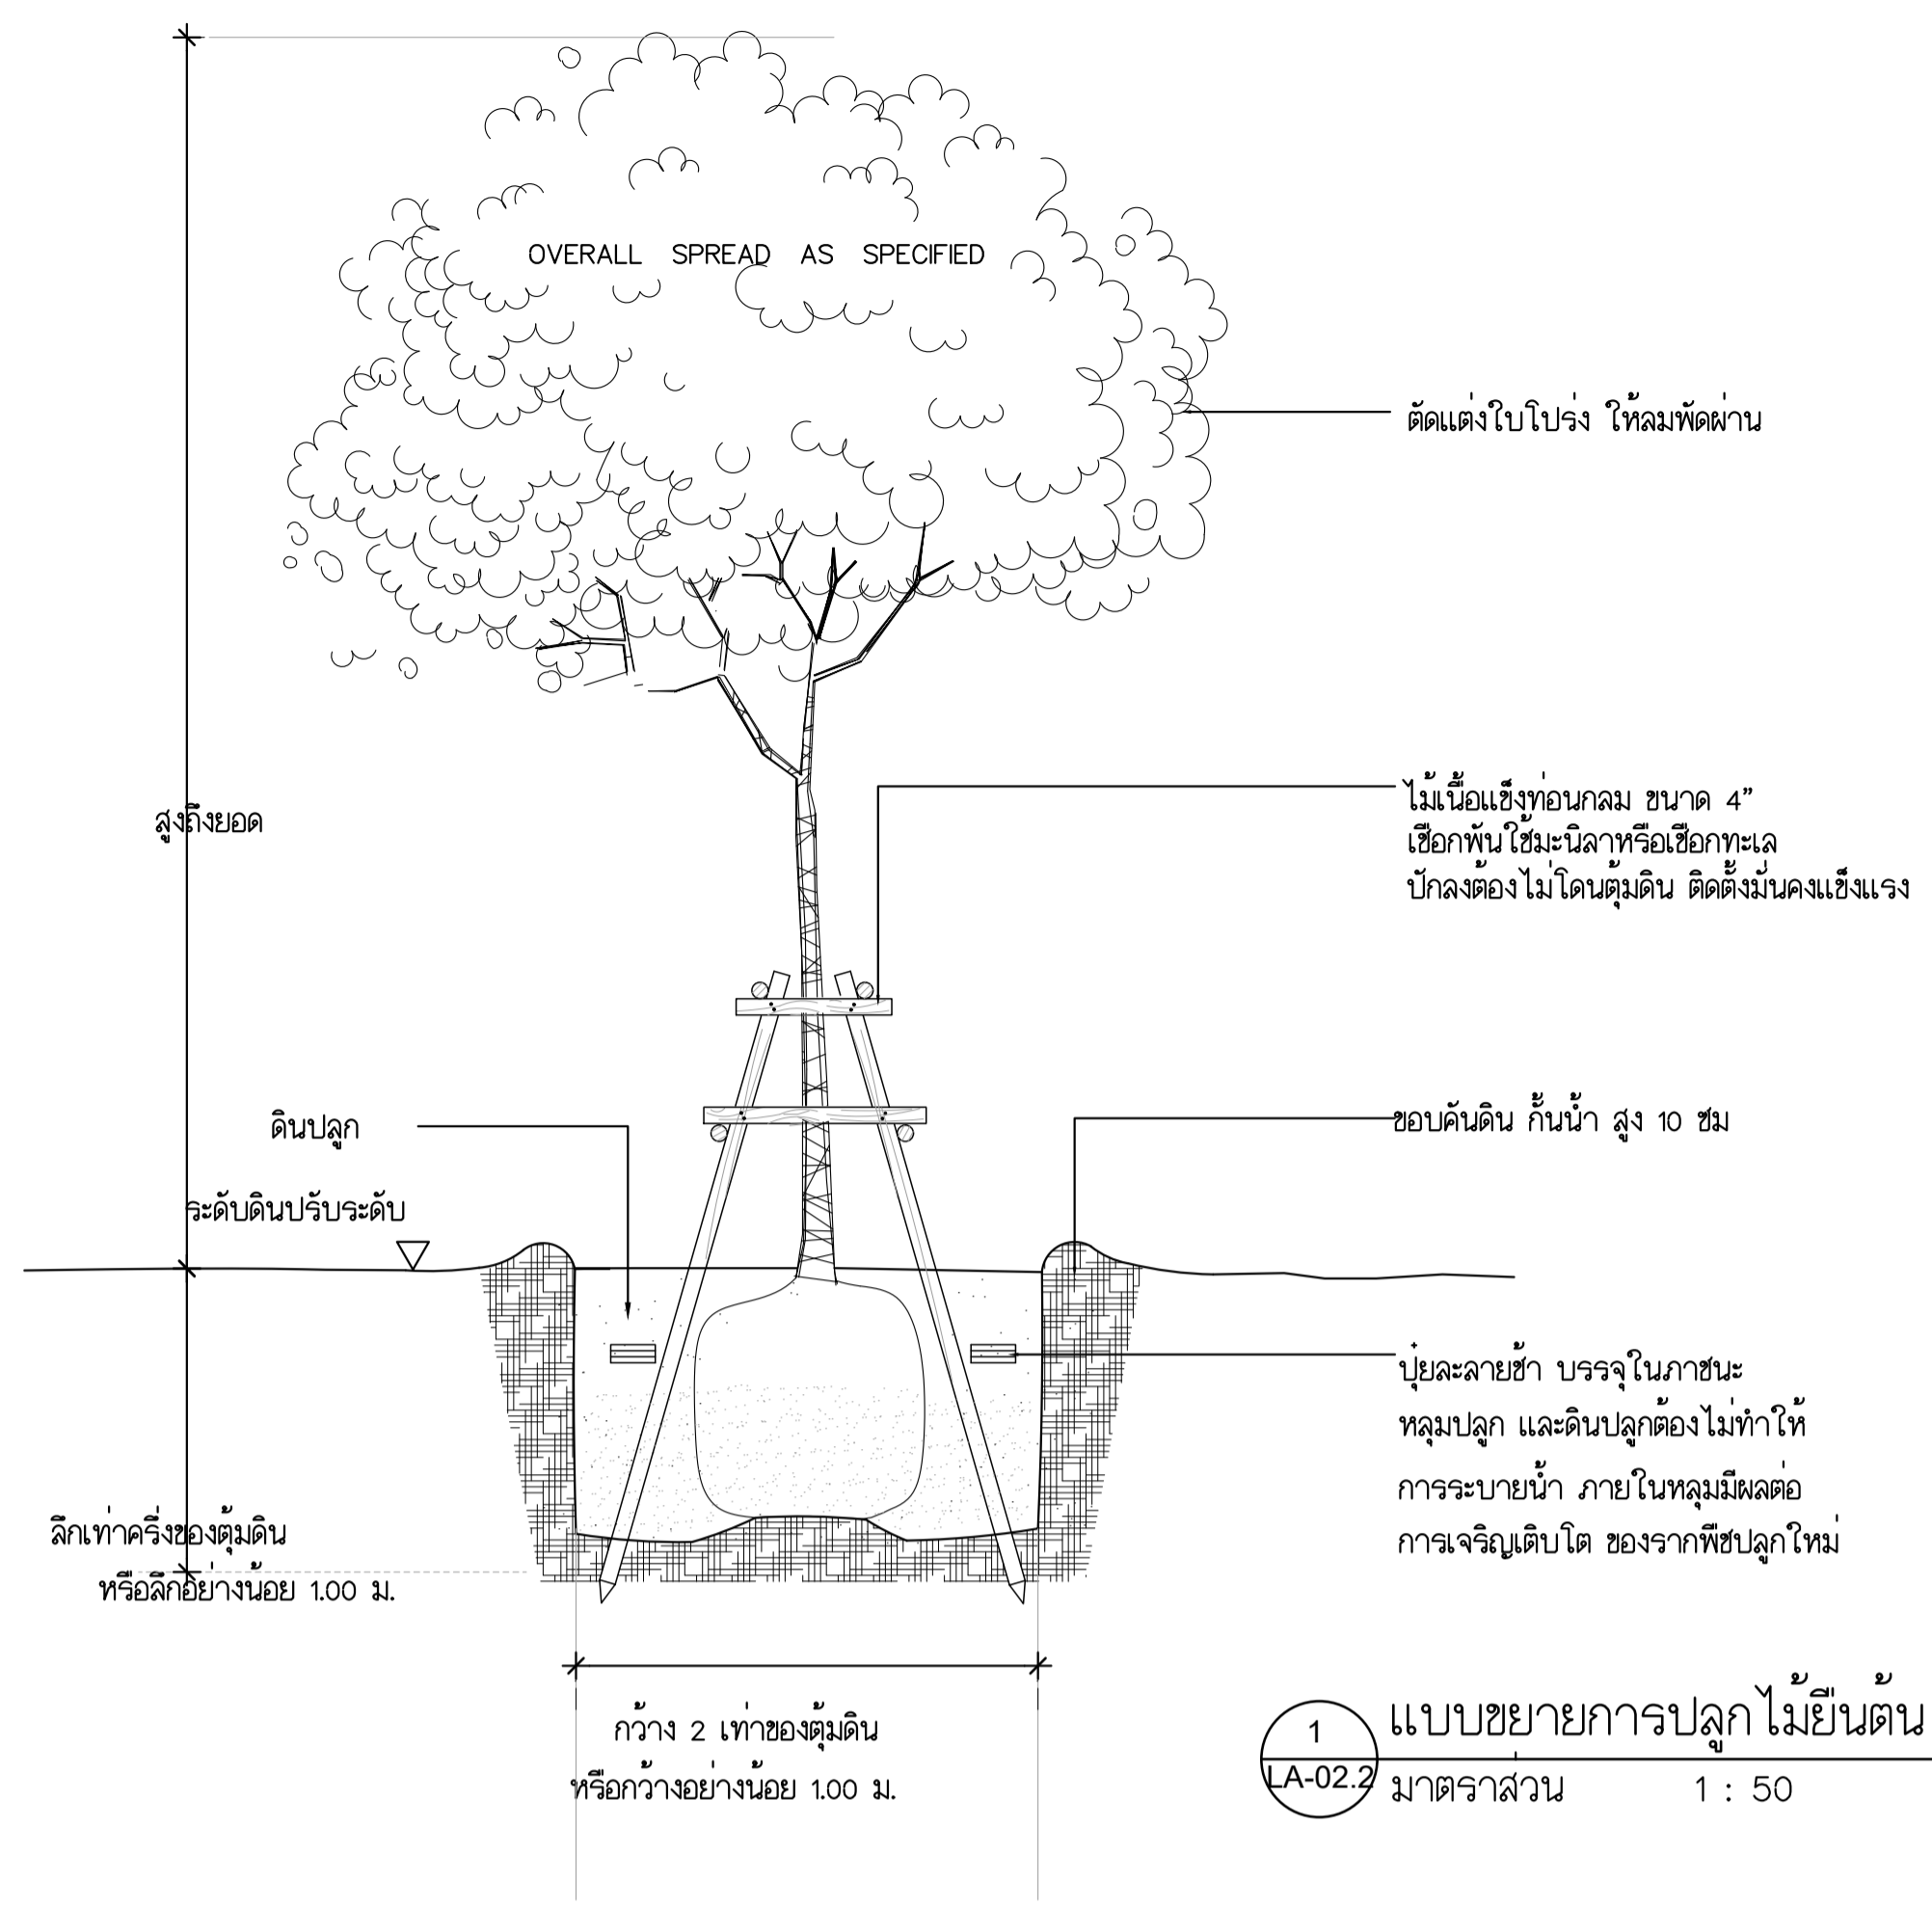 OVERALL SPREAD AS SPECIFIED
ตัดแต่งใบโปร่ง ให้ลมพัดผ่าน
สูงถึงยอด
ไม้เนื้อแข็งท่อนกลม ขนาด 4"
เชือกพันใช้มะนิลาหรือเชือกทะเล
ปักลงต้องไม่โดนตุ้มดิน ติดตั้งมั่นคงแข็งแรง
ดินปลูก
ขอบคันดิน กั้นน้ำ สูง 10 ซม
ระดับดินปรับระดับ
ปุ๋ยละลายช้า บรรจุในภาชนะ
หลุมปลูก และดินปลูกต้องไม่ทำให้
การระบายน้ำ ภายในหลุมมีผลต่อ
การเจริญเติบโต ของรากพืชปลูกใหม่
ลึกเท่าครึ่งของตุ้มดิน
หรือลึกอย่างน้อย 1.00 ม.
กว้าง 2 เท่าของตุ้มดิน
หรือกว้างอย่างน้อย 1.00 ม.
1
LA-02.2
แบบขยายการปลูกไม้ยืนต้น
มาตราส่วน 1 : 50